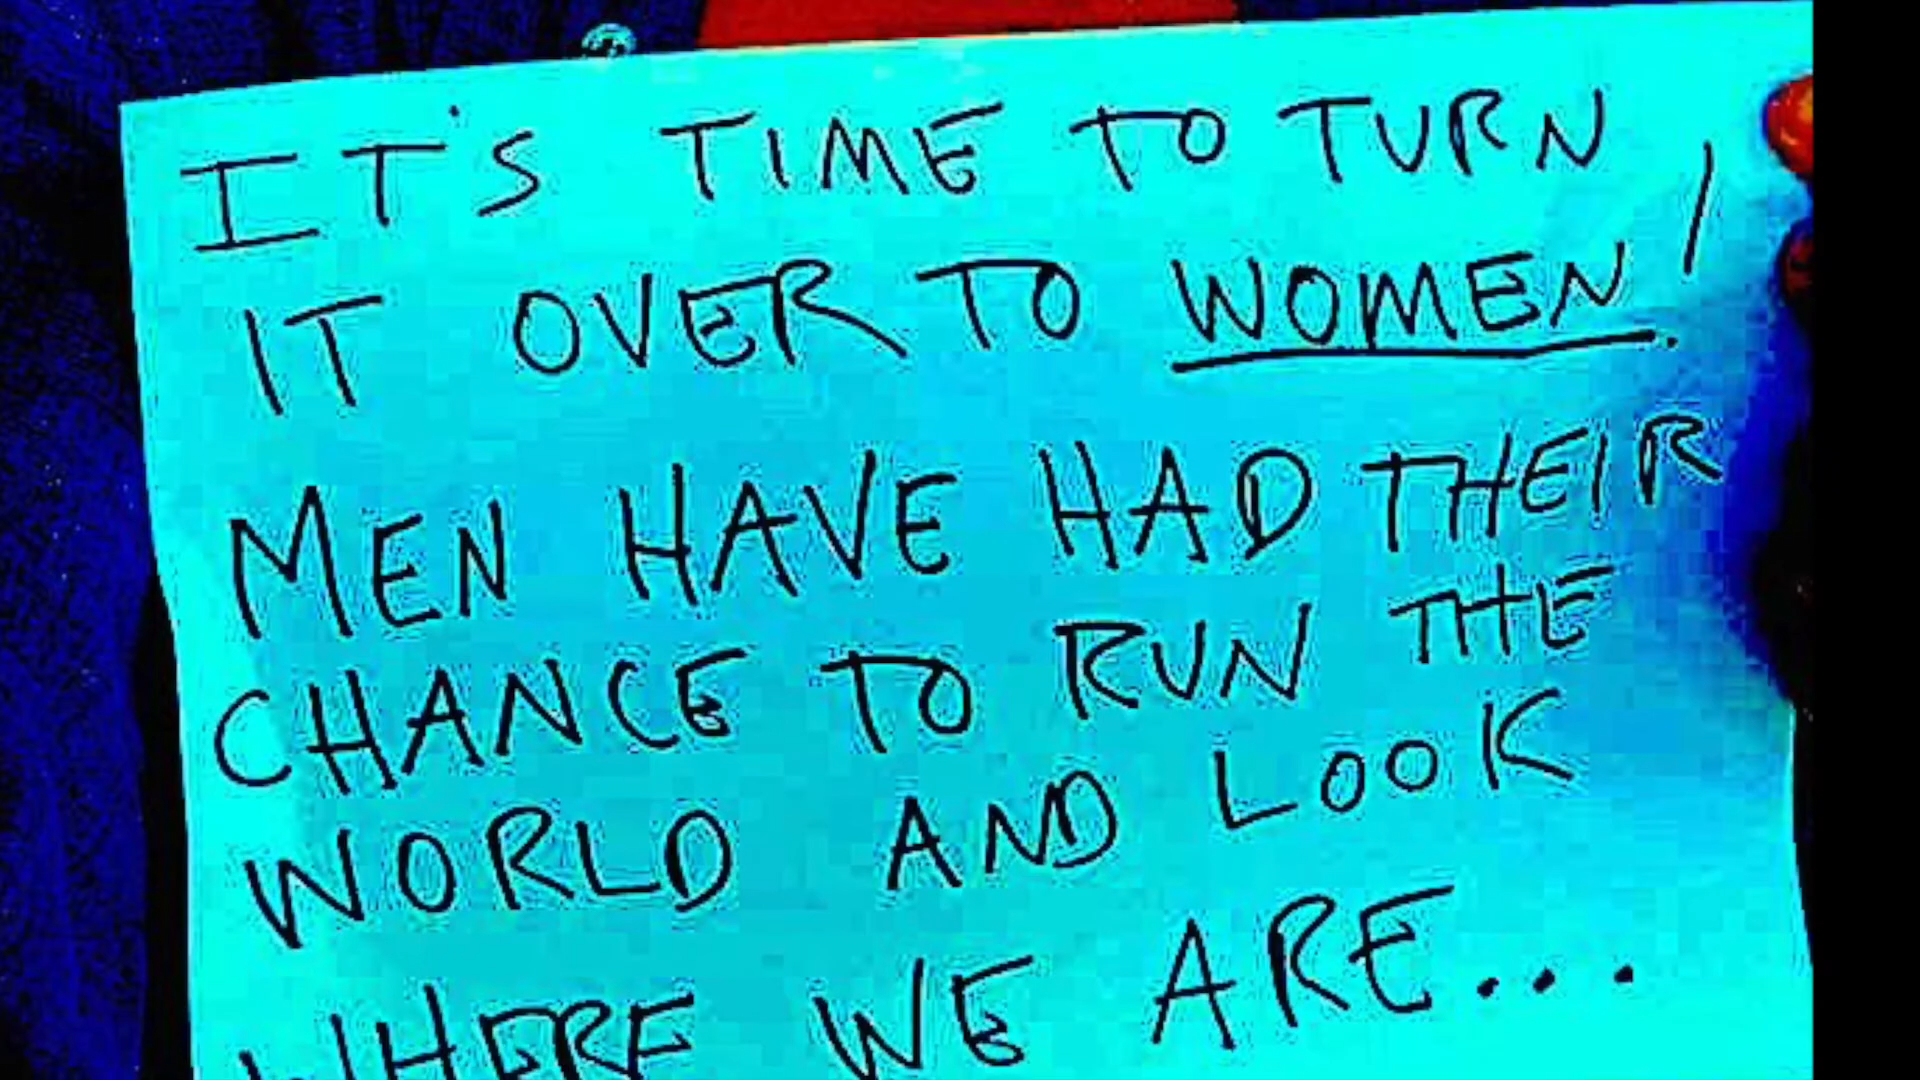 IT'S TIME TO TURN
IT OVER TO WOMEN!
MEN HAVE HAD THEIR
CHANCE TO RUN THE
WORLD AND LOOK
WHERE WE ARE...